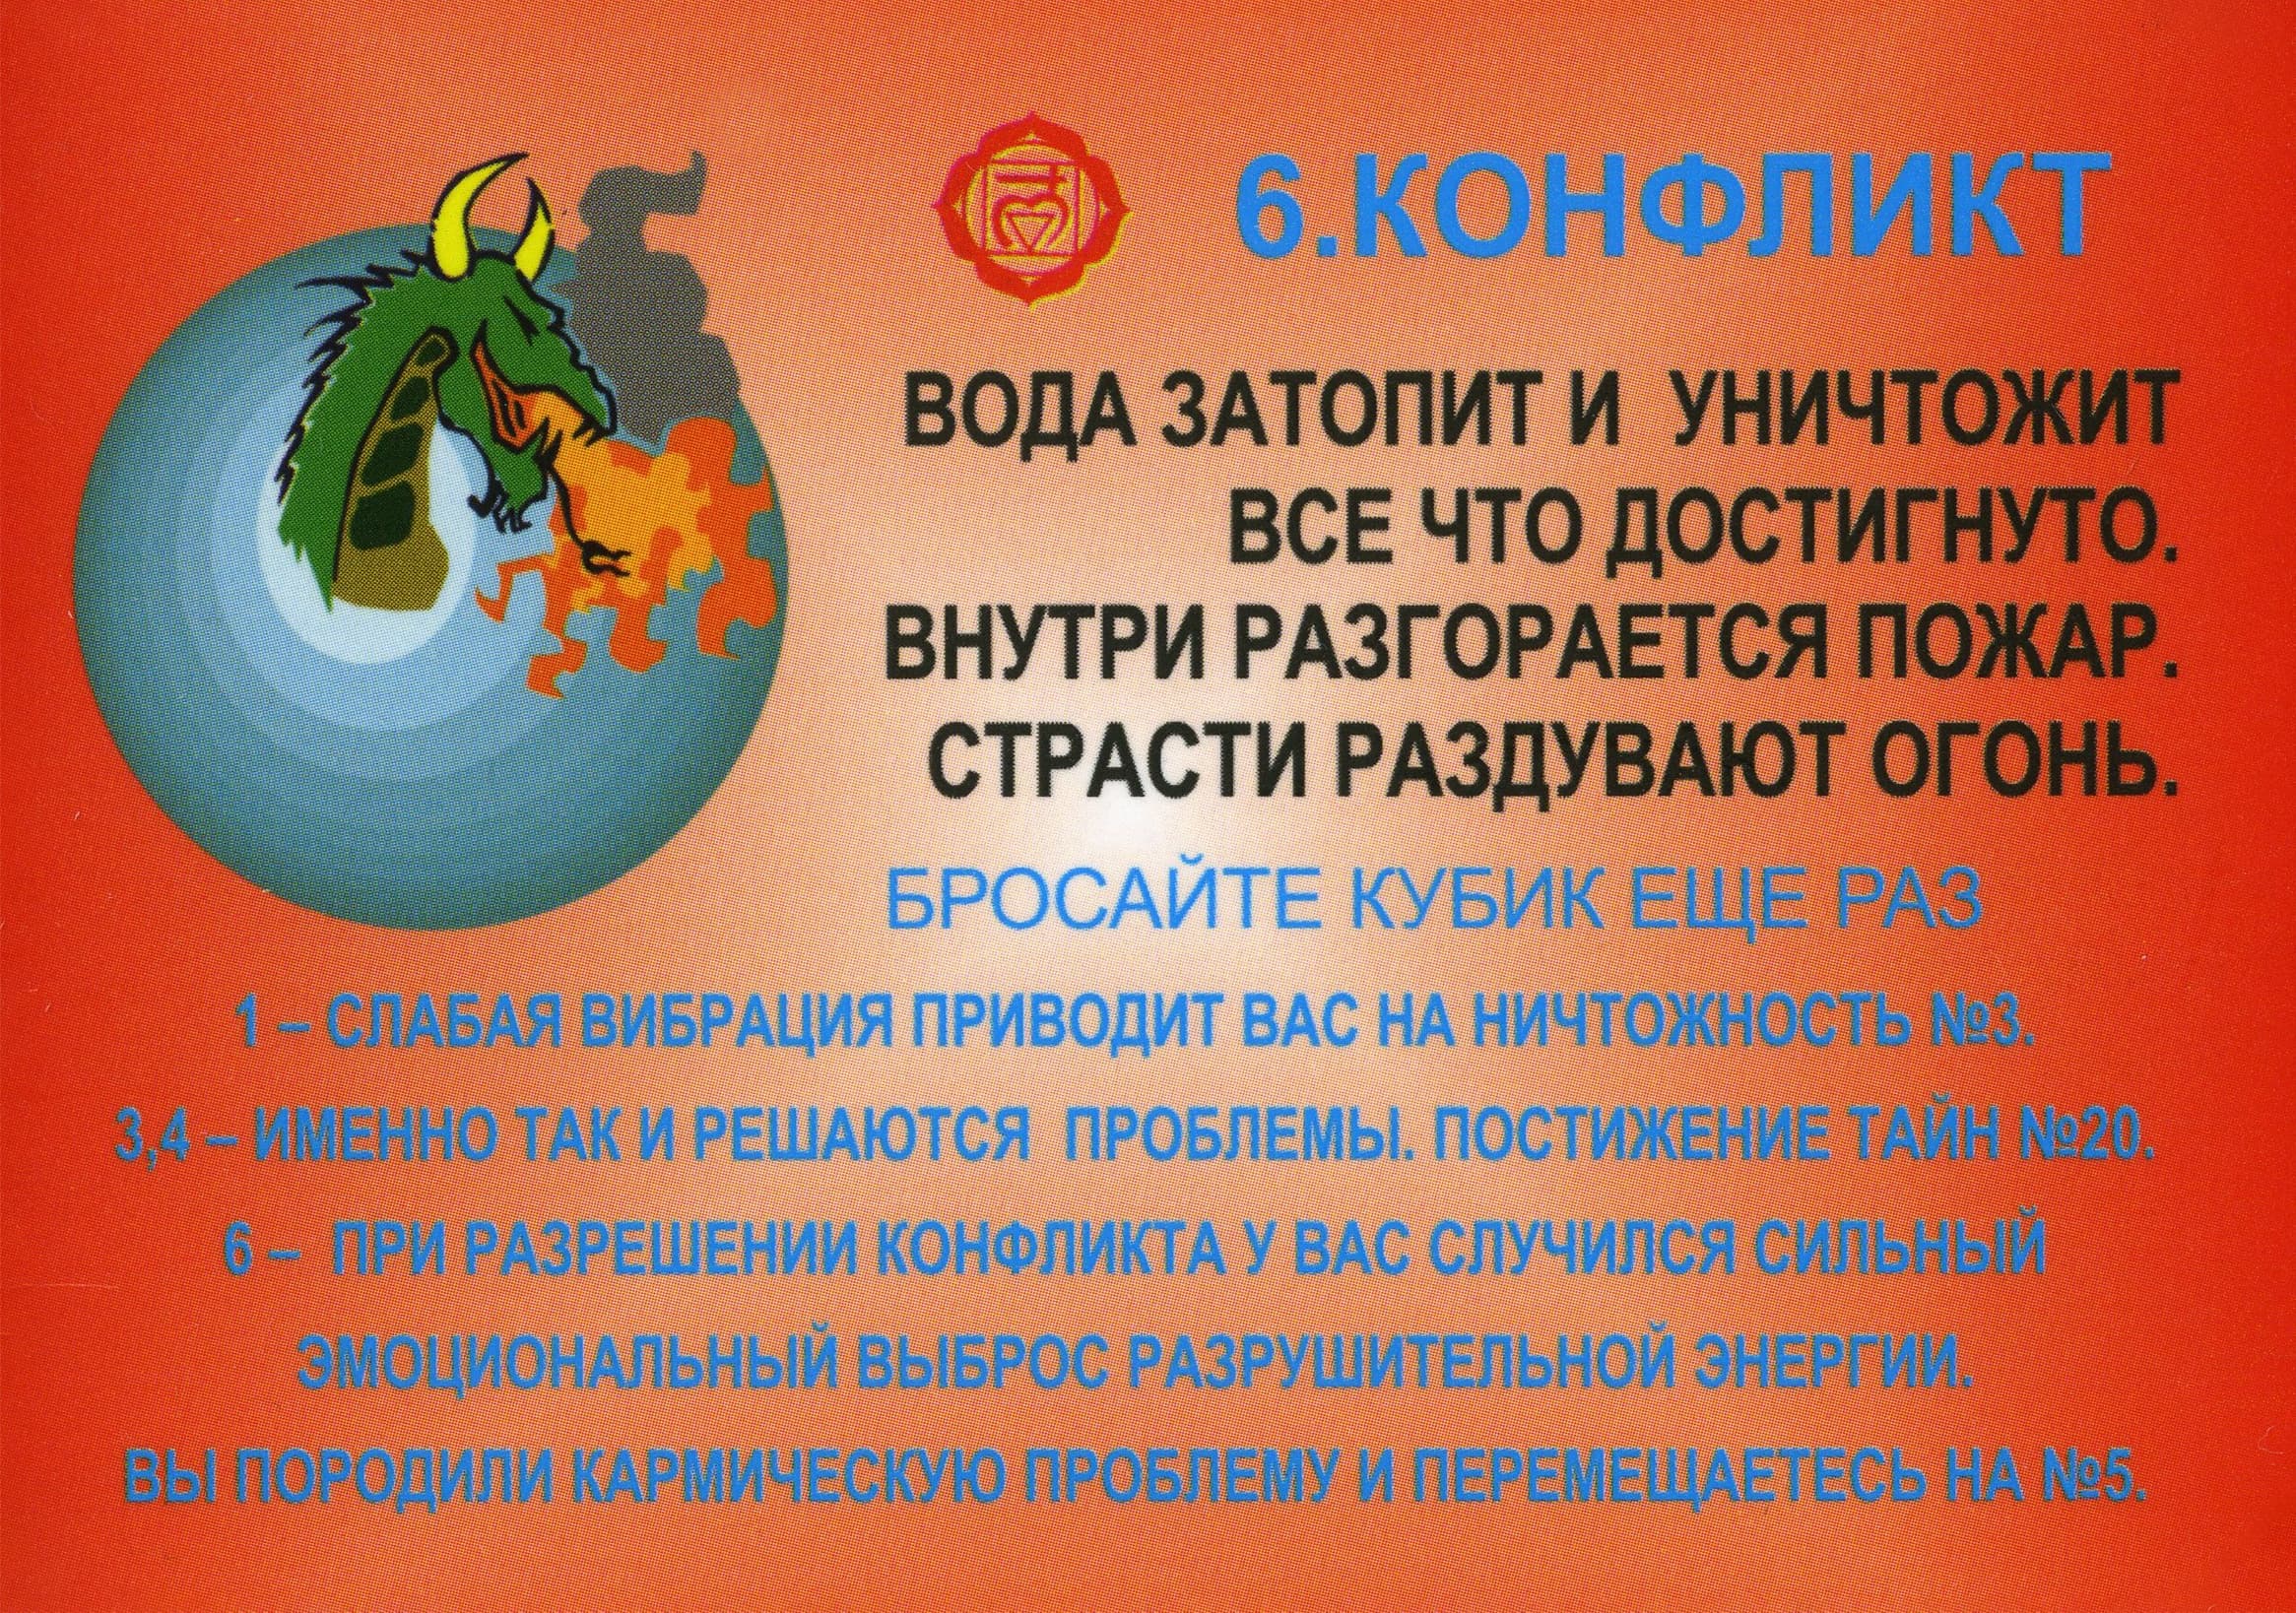 6.КОНФЛИКТ
ВОДА ЗАТОПИТ И УНИЧТОЖИТ
ВСЕ ЧТО ДОСТИГНУТО.
ВНУТРИ РАЗГОРАЕТСЯ ПОЖАР.
СТРАСТИ РАЗДУВАЮТ ОГОНЬ.
БРОСАЙТЕ КУБИК ЕЩЕ РАЗ
1 – СЛАБАЯ ВИБРАЦИЯ ПРИВОДИТ ВАС НА НИЧТОЖНОСТЬ №3.
3,4 – ИМЕННО ТАК И РЕШАЮТСЯ ПРОБЛЕМЫ. ПОСТИЖЕНИЕ ТАЙН №20.
6 – ПРИ РАЗРЕШЕНИИ КОНФЛИКТА У ВАС СЛУЧИЛСЯ СИЛЬНЫЙ
ЭМОЦИОНАЛЬНЫЙ ВЫБРОС РАЗРУШИТЕЛЬНОЙ ЭНЕРГИИ.
ВЫ ПОРОДИЛИ КАРМИЧЕСКУЮ ПРОБЛЕМУ И ПЕРЕМЕЩАЕТЕСЬ НА №5.